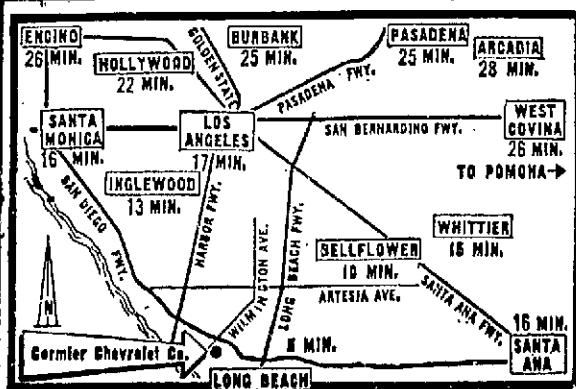 ENCINO
26 MIN.
HOLLYWOOD
22 MIN.
GOLDEN STATE
BURBANK
25 MIN.
PASADENA
25 MIN.
ARCADIA
28 MIN.
PASADENA FWY.
SANTA
MONICA
16 MIN.
LOS
ANGELES
17 MIN.
SAN BERNARDINO FWY.
WEST
COVINA
26 MIN.
TO POMONA→
INGLEWOOD
13 MIN.
SAN DIEGO
FWY.
HARBOR FWY.
WILMINGTON AVE.
LONG BEACH FWY.
BELLFLOWER
10 MIN.
WHITTIER
ARTESIA AVE.
SANTA ANA FWY.
16 MIN.
SANTA
ANA
N
Cormier Chevrolet Co.
MIN.
LONG BEACH